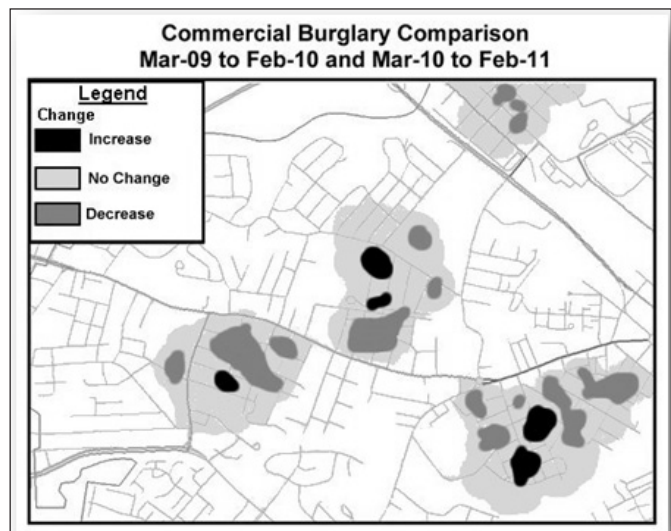 Commercial Burglary Comparison
Mar-09 to Feb-10 and Mar-10 to Feb-11
Legend
Change
Increase
No Change
Decrease